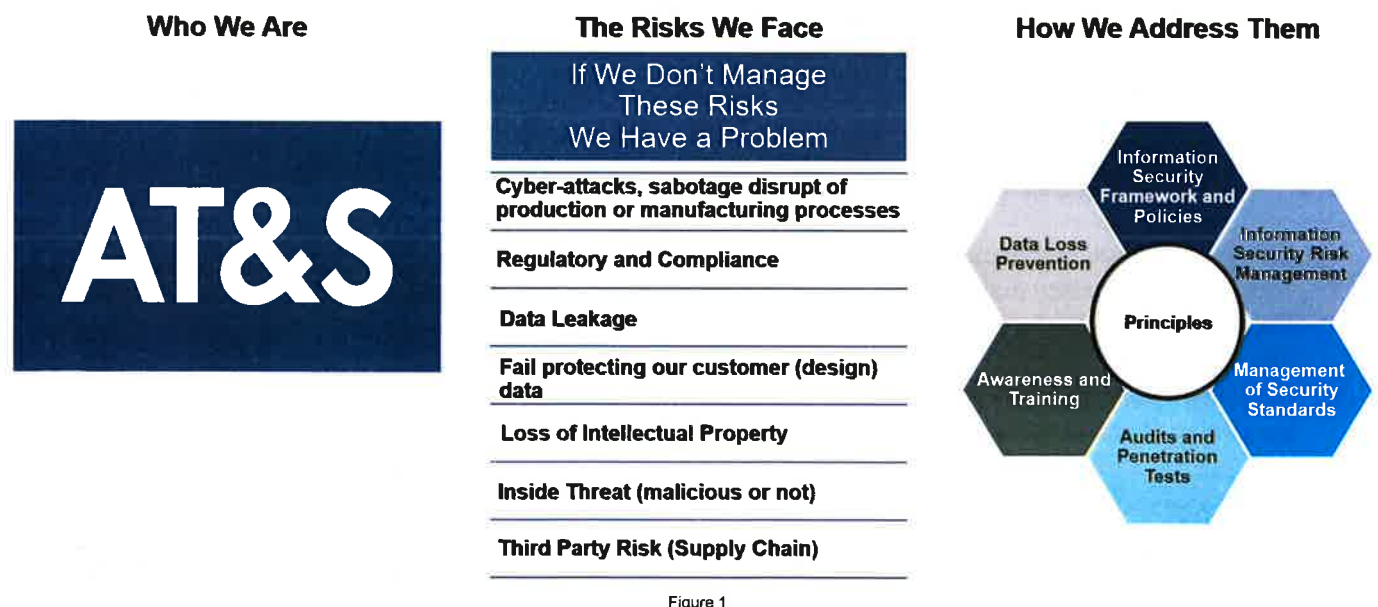 Who We Are
AT&S
The Risks We Face
If We Don't Manage
These Risks
We Have a Problem
Cyber-attacks, sabotage disrupt of
production or manufacturing processes
Regulatory and Compliance
Data Leakage
Fail protecting our customer (design)
data
Loss of Intellectual Property
Inside Threat (malicious or not)
Third Party Risk (Supply Chain)
How We Address Them
Information
Security
Framework and
Policies
Information
Security Risk
Management
Management
of Security
Standards
Audits and
Penetration
Tests
Awareness and
Training
Data Loss
Prevention
Principles
Figure 1